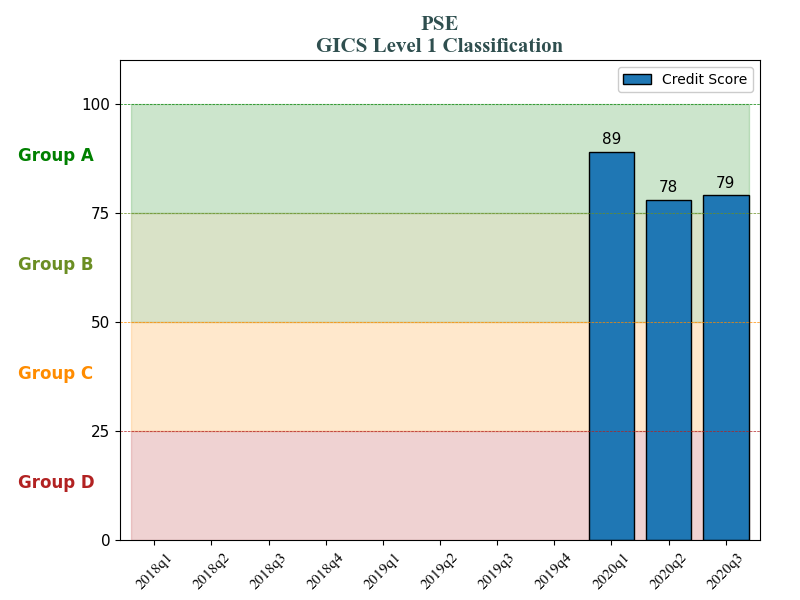 PSE
GICS Level 1 Classification
Credit Score
100
89
Group A
79
78
75
Group B
50
Group C
25
Group D
0
2018q1 2018q2 2018q3 2018q4 2019q1 2019q2 2019q3 2019q4 2020q1 2020q2 2020q3